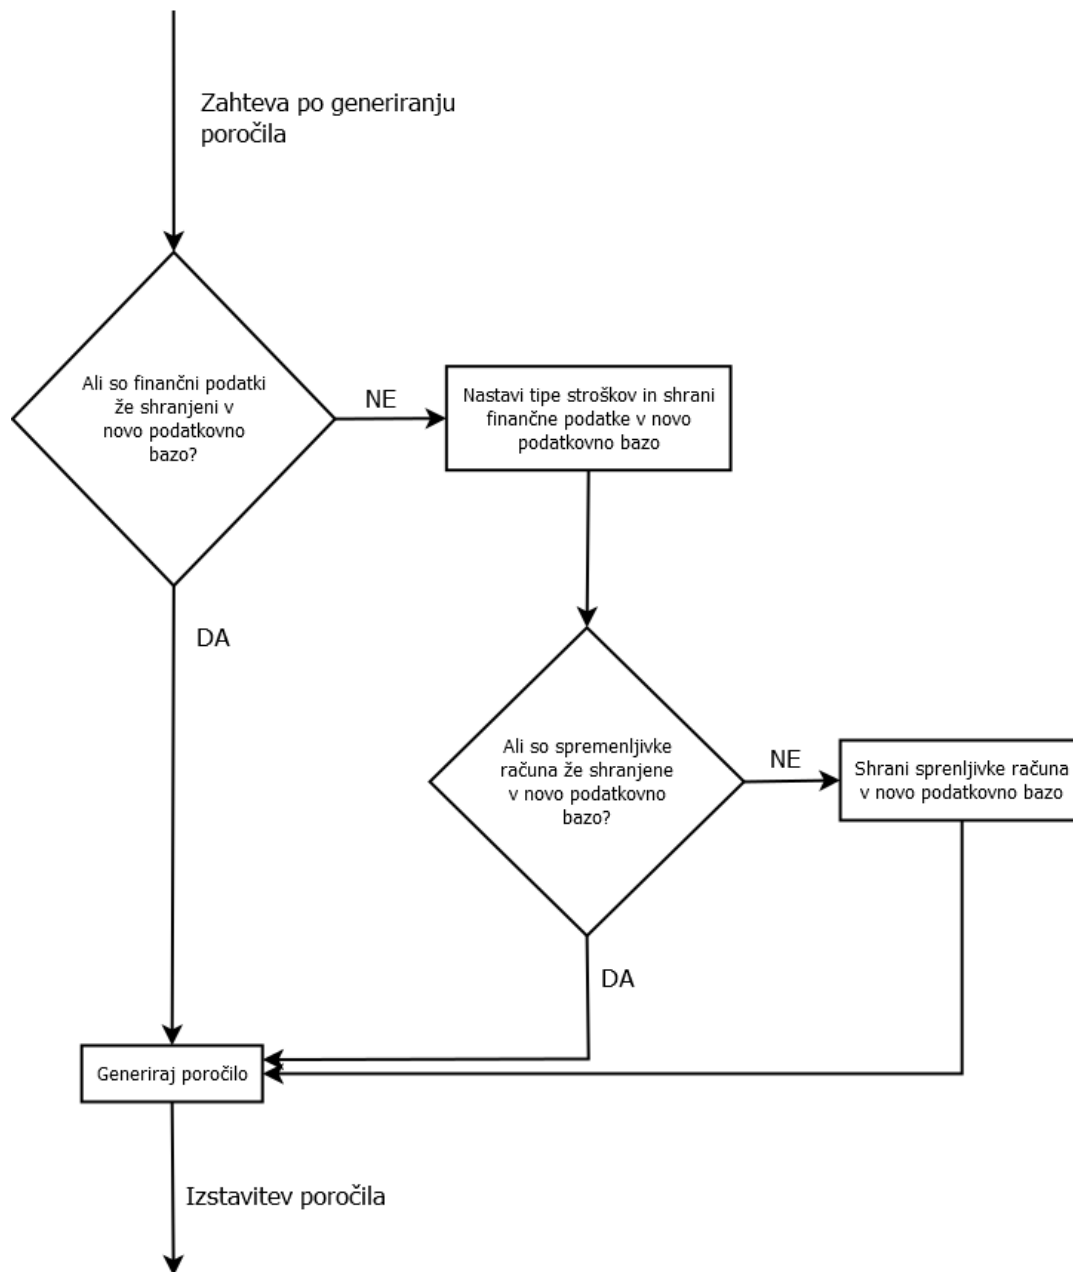 Zahteva po generiranju
poročila
Ali so finančni podatki
že shranjeni v
novo podatkovno
bazo?
NE
Nastavi tipe stroškov in shrani
finančne podatke v novo
podatkovno bazo
DA
Ali so spremenljivke
računa že shranjene
v novo podatkovno
bazo?
NE
Shrani sprenljivke računa
v novo podatkovno bazo
DA
Generiraj poročilo
Izstavitev poročila